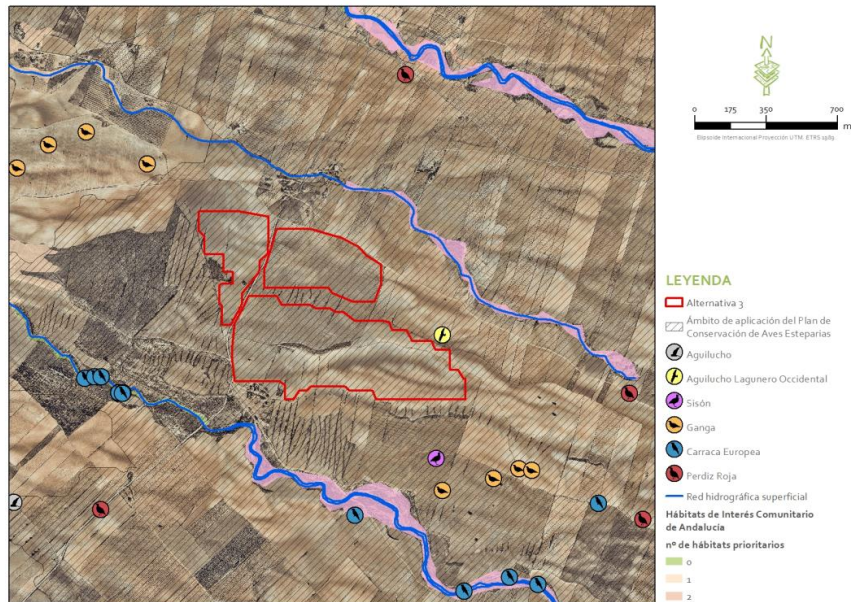 N
0 175 350 700
m
Elipsoide Internacional Proyección UTM. ETRS 1989.
LEYENDA
Alternativa 3
Ámbito de aplicación del Plan de
Conservación de Aves Esteparias
Aguilucho
Aguilucho Lagunero Occidental
Sisón
Ganga
Carraca Europea
Perdiz Roja
Red hidrográfica superficial
Hábitats de Interés Comunitario
de Andalucía
nº de hábitats prioritarios
0
1
2